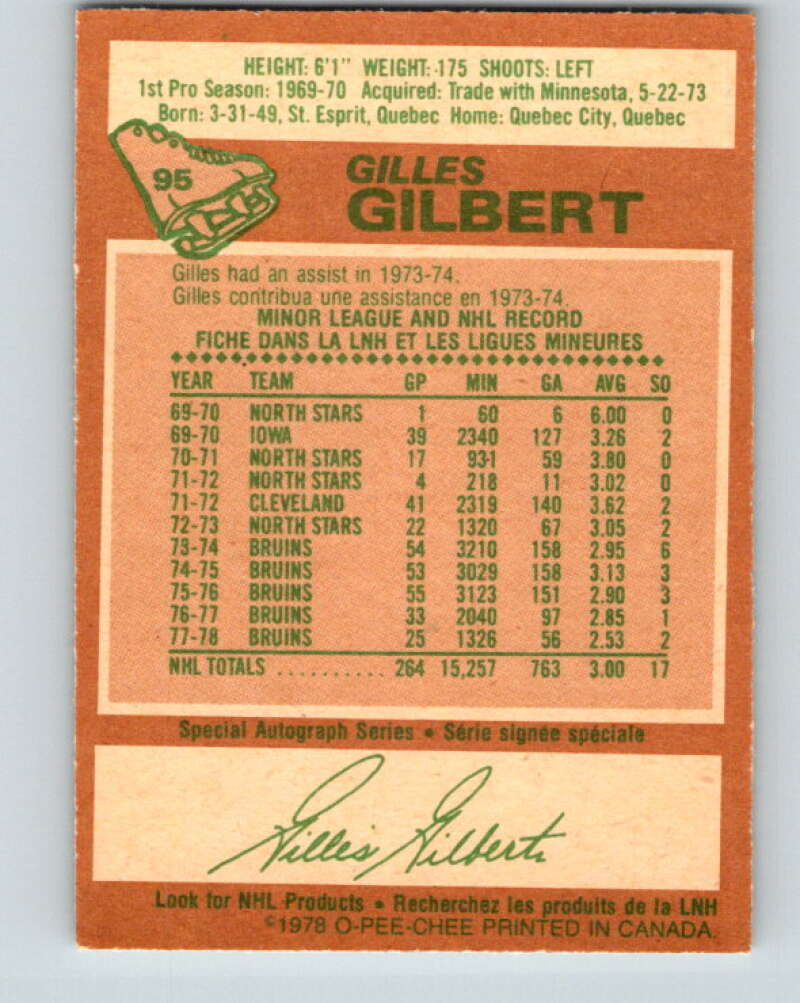 HEIGHT: 6'1" WEIGHT: 175 SHOOTS: LEFT
1st Pro Season: 1969-70 Acquired: Trade with Minnesota, 5-22-73
Born: 3-31-49, St. Esprit, Quebec Home: Quebec City, Quebec
95
GILLES
GILBERT
Gilles had an assist in 1973-74.
Gilles contribua une assistance en 1973-74.
MINOR LEAGUE AND NHL RECORD
FICHE DANS LA LNH ET LES LIGUES MINEURES
YEAR TEAM GP MIN GA AVG SO
69-70 NORTH STARS 1 60 6 6.00 0
69-70 IOWA 39 2340 127 3.26 2
70-71 NORTH STARS 17 931 59 3.80 0
71-72 NORTH STARS 4 218 11 3.02 0
71-72 CLEVELAND 41 2319 140 3.62 2
72-73 NORTH STARS 22 1320 67 3.05 2
73-74 BRUINS 54 3210 158 2.95 6
74-75 BRUINS 53 3029 158 3.13 3
75-76 BRUINS 55 3123 151 2.90 3
76-77 BRUINS 33 2040 97 2.85 1
77-78 BRUINS 25 1326 56 2.53 2
NHL TOTALS .......... 264 15,257 763 3.00 17
Special Autograph Series • Série signée spéciale
Gilles Gilbert
Look for NHL Products • Recherchez les produits de la LNH
©1978 O-PEE-CHEE PRINTED IN CANADA.